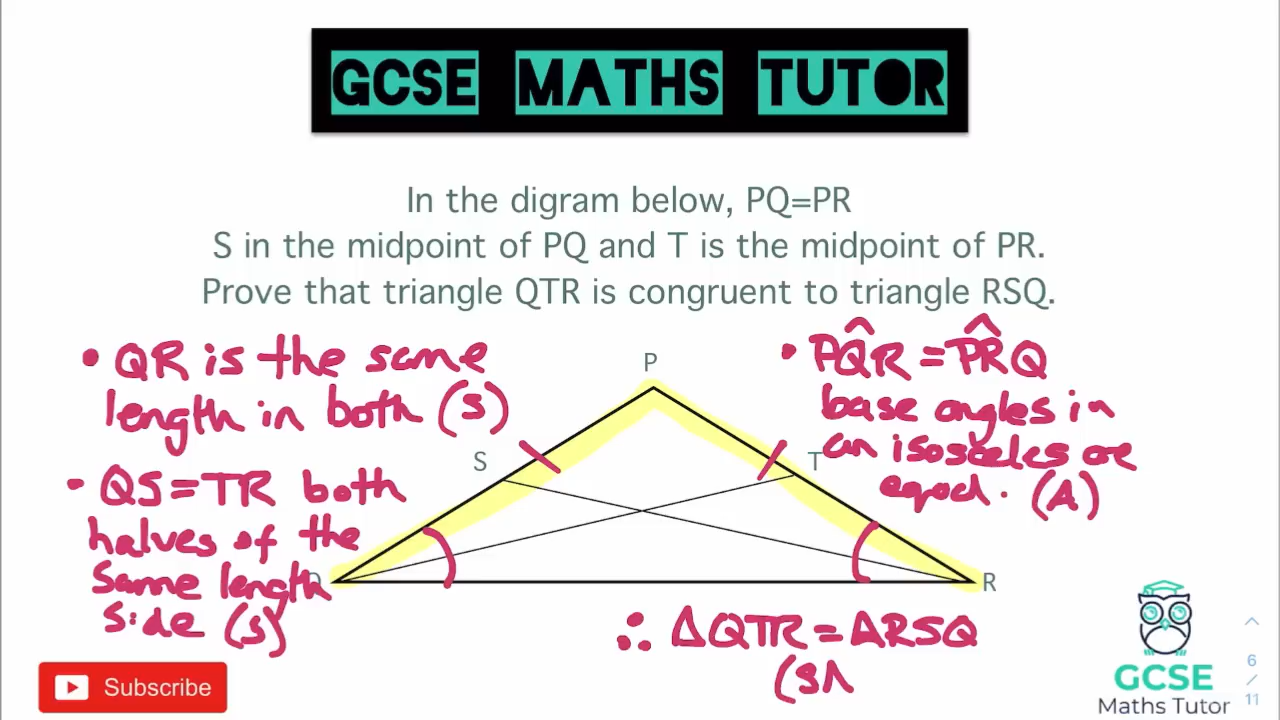 GCSE MATHS TUTOR
In the digram below, PQ=PR
S in the midpoint of PQ and T is the midpoint of PR.
Prove that triangle QTR is congruent to triangle RSQ.
• QR is the same
length in both (S)
• QS=TR both
halves of the
same length
side (S)
P
S
T
Q
R
• PQ̂R = PR̂Q
base angles in
an isosceles are
equal. (A)
∴ ΔQTR = ΔRSQ
(SA
Subscribe
GCSE
Maths Tutor
6
/
11